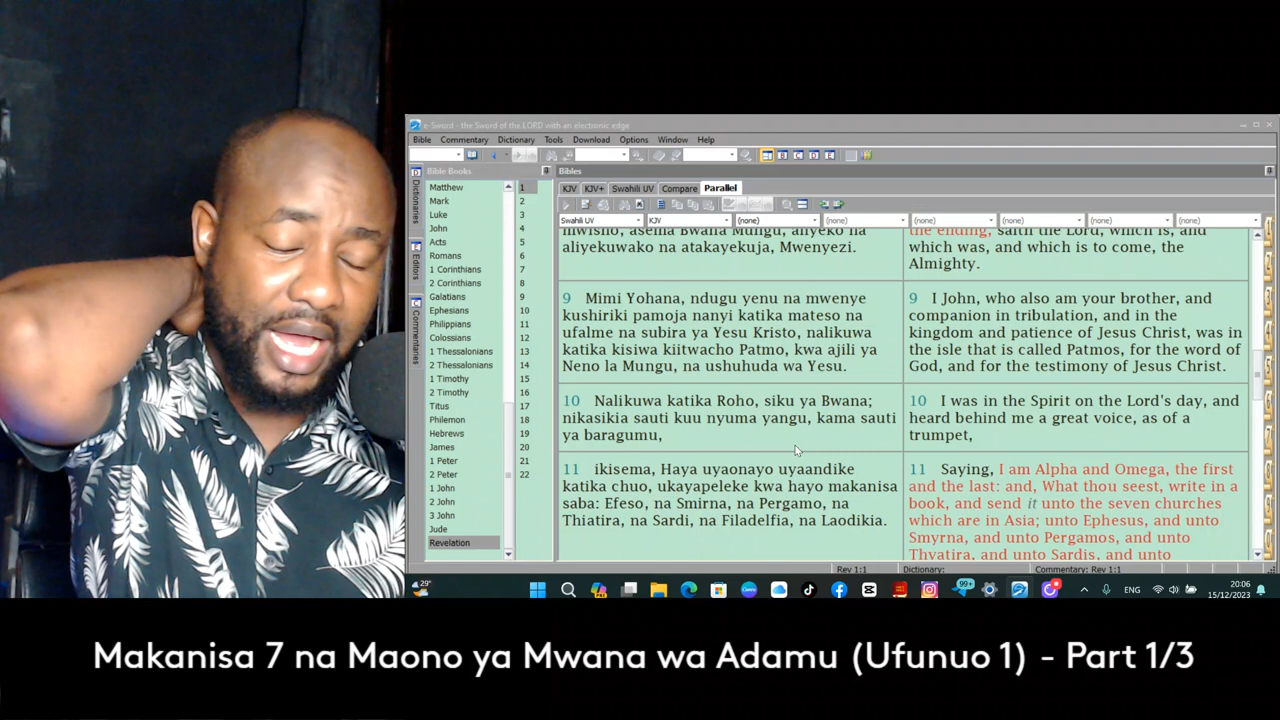 e-Sword - the Sword of the LORD with an electronic edge
Bible Commentary Dictionary Tools Download Options Window Help
Bible Books
Bibles
KJV KJV+ Swahili UV Compare Parallel
Swahili UV KJV (none) (none) (none) (none) (none) (none)
Dictionaries
Editors
Commentaries
Matthew 1
Mark 2
Luke 3
John 4
Acts 5
Romans 6
1 Corinthians 7
2 Corinthians 8
Galatians 9
Ephesians 10
Philippians 11
Colossians 12
1 Thessalonians 13
2 Thessalonians 14
1 Timothy 15
2 Timothy 16
Titus 17
Philemon 18
Hebrews 19
James 20
1 Peter 21
2 Peter 22
1 John
2 John
3 John
Jude
Revelation
mwisho, asema Bwana Mungu, aliyeko na
aliyekuwako na atakayekuja, Mwenyezi.
9 Mimi Yohana, ndugu yenu na mwenye
kushiriki pamoja nanyi katika mateso na
ufalme na subira ya Yesu Kristo, nalikuwa
katika kisiwa kiitwacho Patmo, kwa ajili ya
Neno la Mungu, na ushuhuda wa Yesu.
10 Nalikuwa katika Roho, siku ya Bwana;
nikasikia sauti kuu nyuma yangu, kama sauti
ya baragumu,
11 ikisema, Haya uyaonayo uyaandike
katika chuo, ukayapeleke kwa hayo makanisa
saba: Efeso, na Smirna, na Pergamo, na
Thiatira, na Sardi, na Filadelfia, na Laodikia.
the ending, saith the Lord, which is, and
which was, and which is to come, the
Almighty.
9 I John, who also am your brother, and
companion in tribulation, and in the
kingdom and patience of Jesus Christ, was in
the isle that is called Patmos, for the word of
God, and for the testimony of Jesus Christ.
10 I was in the Spirit on the Lord's day, and
heard behind me a great voice, as of a
trumpet,
11 Saying, I am Alpha and Omega, the first
and the last: and, What thou seest, write in a
book, and send it unto the seven churches
which are in Asia; unto Ephesus, and unto
Smyrna, and unto Pergamos, and unto
Thyatira, and unto Sardis, and unto
Rev 1:1 Dictionary: Commentary: Rev 1:1
29°
99+
ENG
20:06
15/12/2023
Makanisa 7 na Maono ya Mwana wa Adamu (Ufunuo 1) - Part 1/3